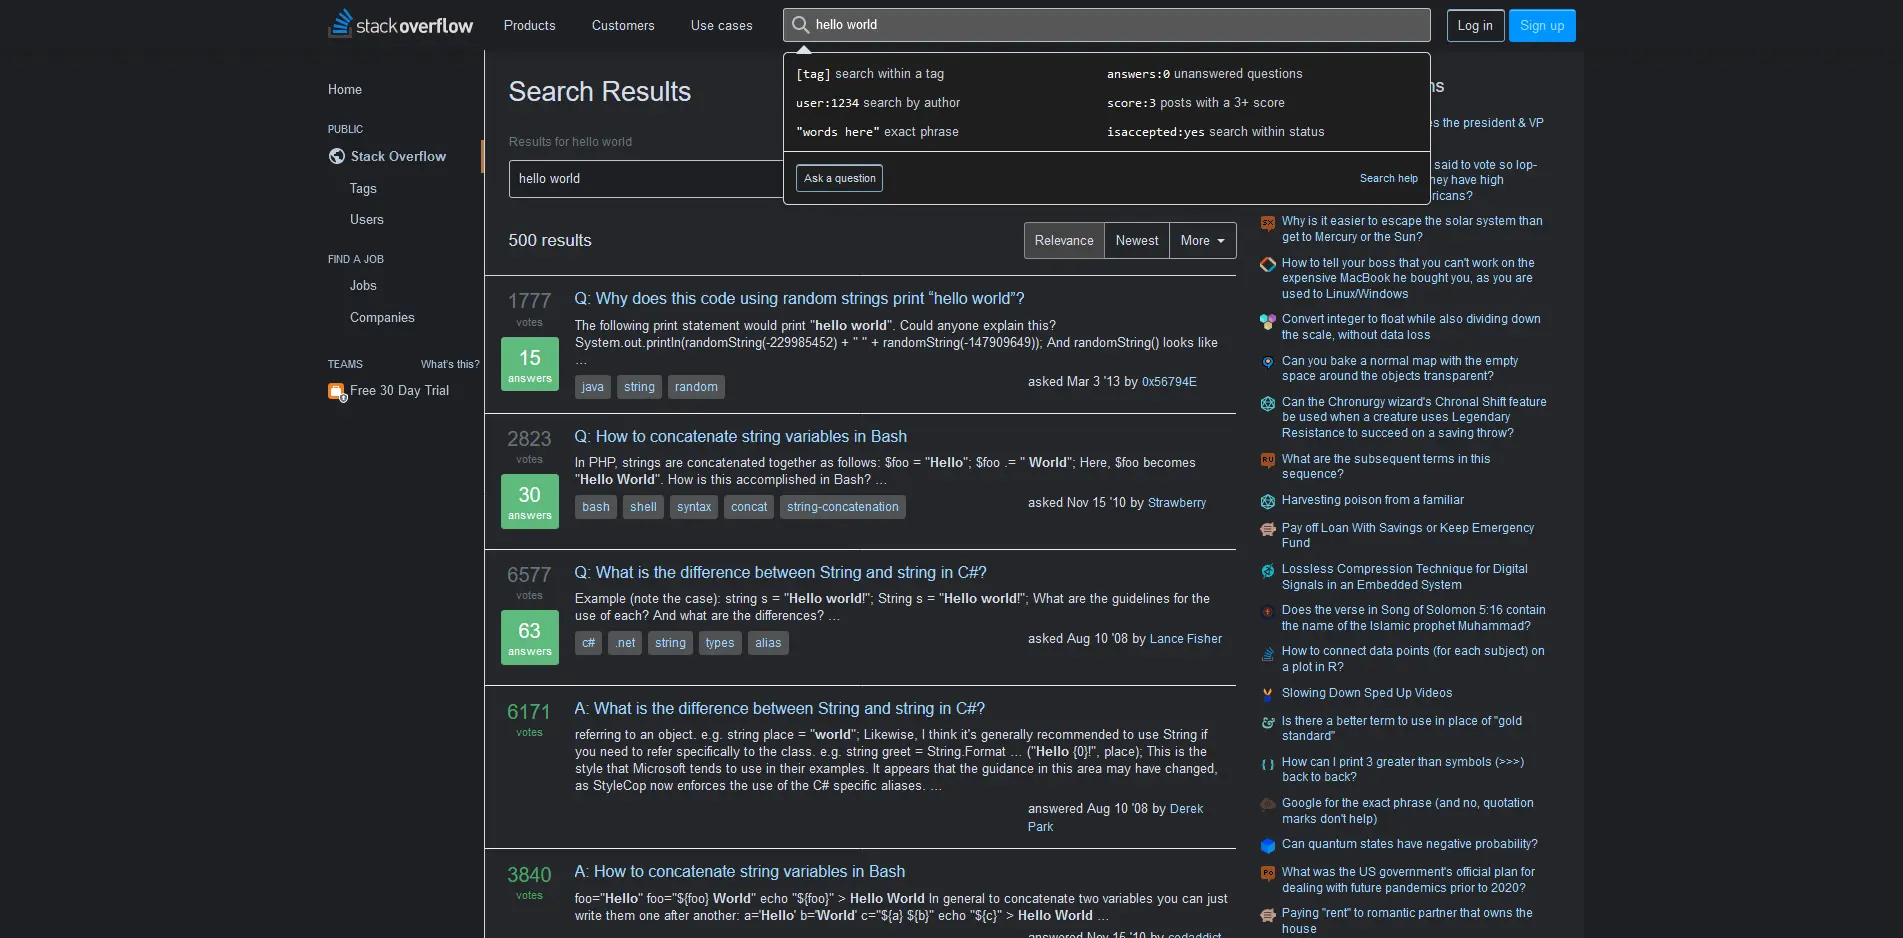 stackoverflow
Products
Customers
Use cases
hello world
Log in
Sign up
[tag] search within a tag
answers:0 unanswered questions
user:1234 search by author
score:3 posts with a 3+ score
"words here" exact phrase
isaccepted:yes search within status
Ask a question
Search help
Home
PUBLIC
Stack Overflow
Tags
Users
FIND A JOB
Jobs
Companies
TEAMS
What's this?
Free 30 Day Trial
Search Results
Results for hello world
hello world
500 results
Relevance
Newest
More
1777
votes
15
answers
Q: Why does this code using random strings print “hello world”?
The following print statement would print "hello world". Could anyone explain this?
System.out.println(randomString(-229985452) + " " + randomString(-147909649)); And randomString() looks like
…
java
string
random
asked Mar 3 '13 by 0x56794E
2823
votes
30
answers
Q: How to concatenate string variables in Bash
In PHP, strings are concatenated together as follows: $foo = "Hello"; $foo .= " World"; Here, $foo becomes
"Hello World". How is this accomplished in Bash? …
bash
shell
syntax
concat
string-concatenation
asked Nov 15 '10 by Strawberry
6577
votes
63
answers
Q: What is the difference between String and string in C#?
Example (note the case): string s = "Hello world!"; String s = "Hello world!"; What are the guidelines for the
use of each? And what are the differences? …
c#
.net
string
types
alias
asked Aug 10 '08 by Lance Fisher
6171
votes
A: What is the difference between String and string in C#?
referring to an object. e.g. string place = "world"; Likewise, I think it's generally recommended to use String if
you need to refer specifically to the class. e.g. string greet = String.Format … ("Hello {0}!", place); This is the
style that Microsoft tends to use in their examples. It appears that the guidance in this area may have changed,
as StyleCop now enforces the use of the C# specific aliases. …
answered Aug 10 '08 by Derek
Park
3840
votes
A: How to concatenate string variables in Bash
foo="Hello" foo="${foo} World" echo "${foo}" > Hello World In general to concatenate two variables you can just
write them one after another: a='Hello' b='World' c="${a} ${b}" echo "${c}" > Hello World …
answered Nov 15 '10 by codaddict
ns
es the president & VP
said to vote so lop-
hey have high
ricans?
Why is it easier to escape the solar system than
get to Mercury or the Sun?
How to tell your boss that you can't work on the
expensive MacBook he bought you, as you are
used to Linux/Windows
Convert integer to float while also dividing down
the scale, without data loss
Can you bake a normal map with the empty
space around the objects transparent?
Can the Chronurgy wizard's Chronal Shift feature
be used when a creature uses Legendary
Resistance to succeed on a saving throw?
What are the subsequent terms in this
sequence?
Harvesting poison from a familiar
Pay off Loan With Savings or Keep Emergency
Fund
Lossless Compression Technique for Digital
Signals in an Embedded System
Does the verse in Song of Solomon 5:16 contain
the name of the Islamic prophet Muhammad?
How to connect data points (for each subject) on
a plot in R?
Slowing Down Sped Up Videos
Is there a better term to use in place of "gold
standard"
How can I print 3 greater than symbols (>>>)
back to back?
Google for the exact phrase (and no, quotation
marks don't help)
Can quantum states have negative probability?
What was the US government's official plan for
dealing with future pandemics prior to 2020?
Paying "rent" to romantic partner that owns the
house